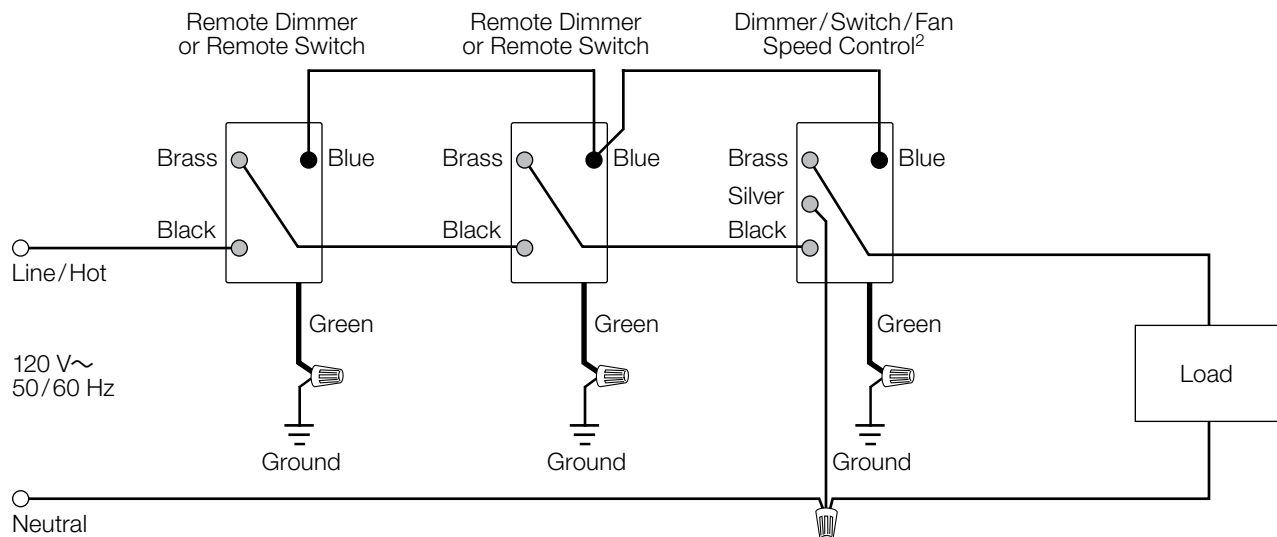 Remote Dimmer
or Remote Switch
Remote Dimmer
or Remote Switch
Dimmer/Switch/Fan
Speed Control²
Brass
Blue
Brass
Blue
Brass
Blue
Silver
Black
Black
Black
Line/Hot
Green
Green
Green
120 V~
50/60 Hz
Load
Ground
Ground
Ground
Neutral